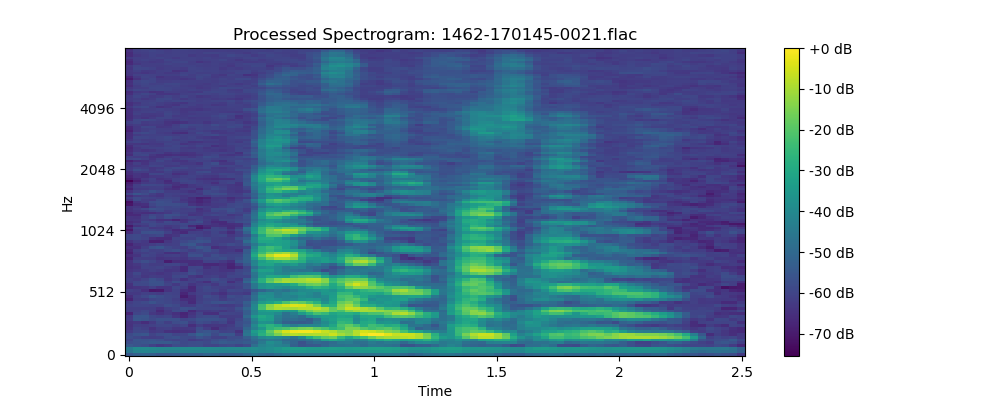 Processed Spectrogram: 1462-170145-0021.flac
+0 dB
-10 dB
-20 dB
-30 dB
-40 dB
-50 dB
-60 dB
-70 dB
4096
2048
1024
512
0
Hz
0 0.5 1 1.5 2 2.5
Time